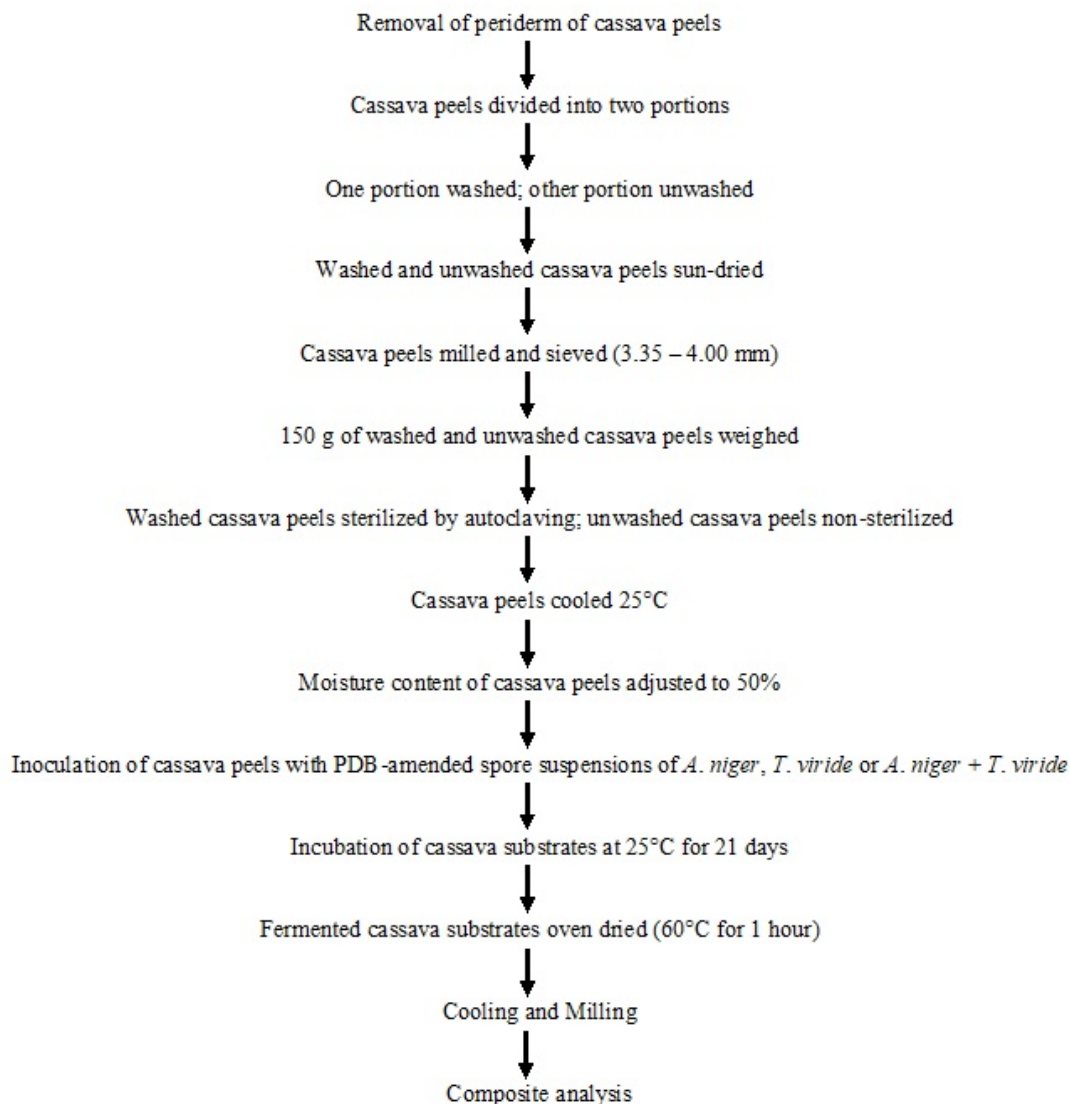 Removal of periderm of cassava peels
Cassava peels divided into two portions
One portion washed; other portion unwashed
Washed and unwashed cassava peels sun-dried
Cassava peels milled and sieved (3.35 – 4.00 mm)
150 g of washed and unwashed cassava peels weighed
Washed cassava peels sterilized by autoclaving; unwashed cassava peels non-sterilized
Cassava peels cooled 25°C
Moisture content of cassava peels adjusted to 50%
Inoculation of cassava peels with PDB-amended spore suspensions of A. niger, T. viride or A. niger + T. viride
Incubation of cassava substrates at 25°C for 21 days
Fermented cassava substrates oven dried (60°C for 1 hour)
Cooling and Milling
Composite analysis